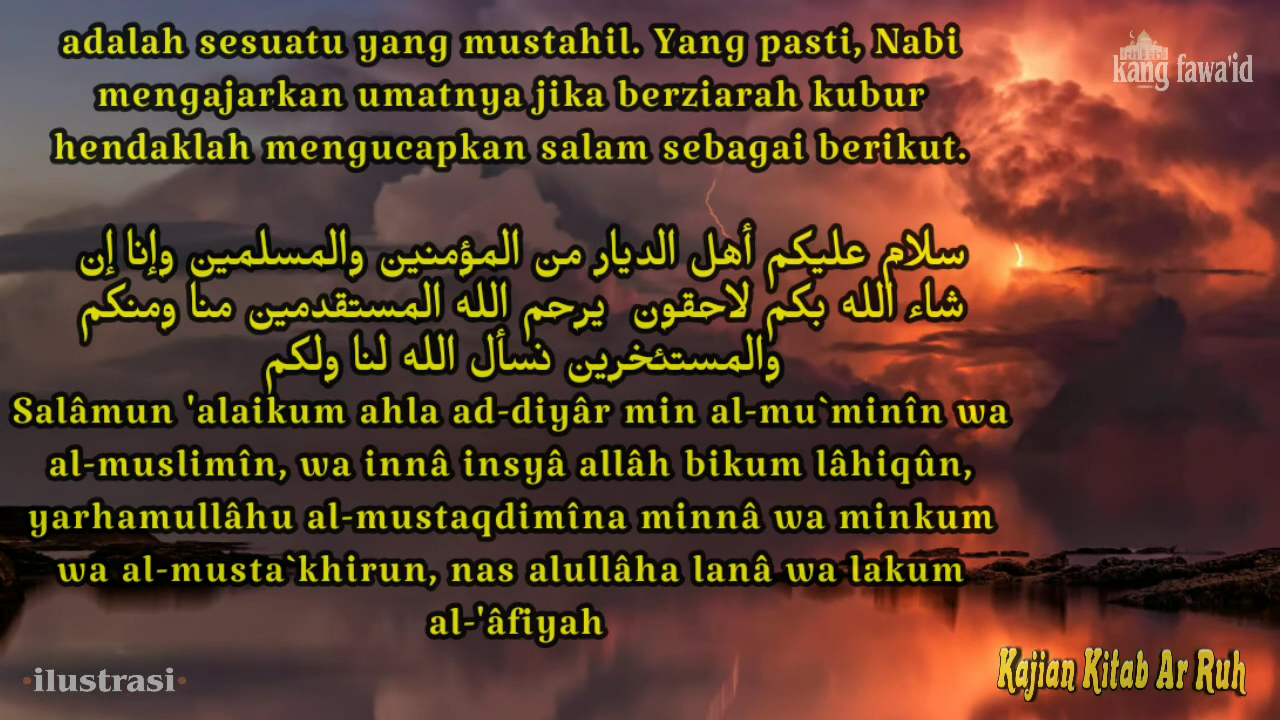 adalah sesuatu yang mustahil. Yang pasti, Nabi
mengajarkan umatnya jika berziarah kubur
hendaklah mengucapkan salam sebagai berikut.
kang fawa'id
سلام عليكم أهل الديار من المؤمنين والمسلمين وإنا إن
شاء الله بكم لاحقون يرحم الله المستقدمين منا ومنكم
والمستئخرين نسأل الله لنا ولكم
Salâmun 'alaikum ahla ad-diyâr min al-mu`minîn wa
al-muslimîn, wa innâ insyâ allâh bikum lâhiqûn,
yarhamullâhu al-mustaqdimîna minnâ wa minkum
wa al-musta`khirun, nas alullâha lanâ wa lakum
al-'âfiyah
•ilustrasi•
Kajian Kitab Ar Ruh